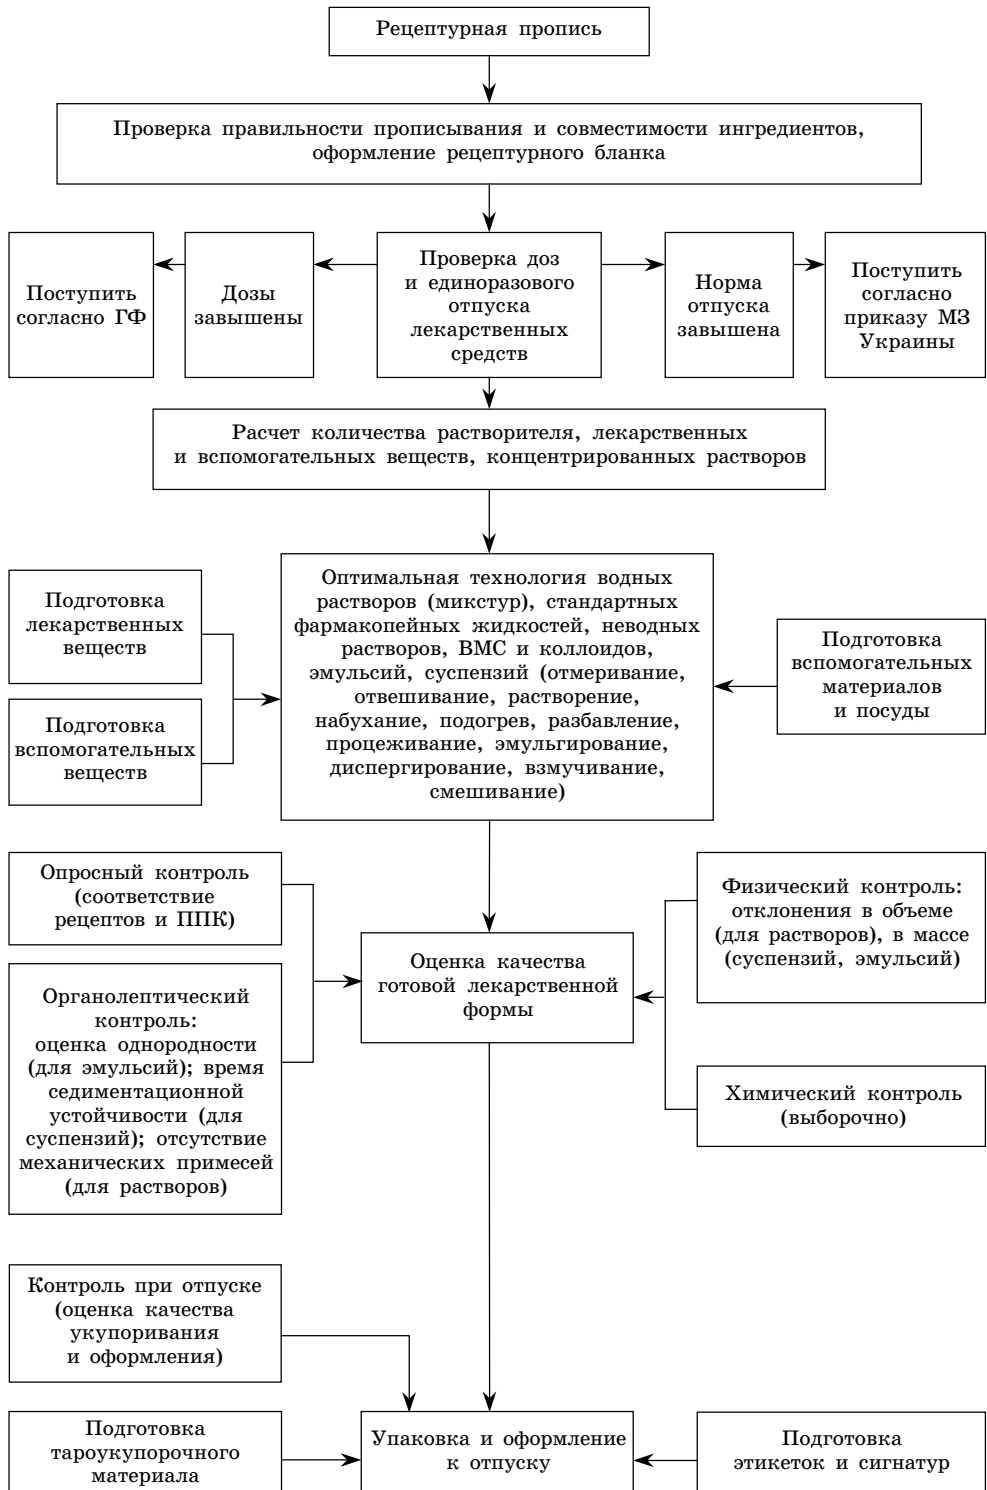 Рецептурная пропись
Проверка правильности прописывания и совместимости ингредиентов,
оформление рецептурного бланка
Поступить
согласно ГФ
Дозы
завышены
Проверка доз
и единоразового
отпуска
лекарственных
средств
Норма
отпуска
завышена
Поступить
согласно
приказу МЗ
Украины
Расчет количества растворителя, лекарственных
и вспомогательных веществ, концентрированных растворов
Подготовка
лекарственных
веществ
Подготовка
вспомогательных
веществ
Оптимальная технология водных
растворов (микстур), стандартных
фармакопейных жидкостей, неводных
растворов, ВМС и коллоидов,
эмульсий, суспензий (отмеривание,
отвешивание, растворение,
набухание, подогрев, разбавление,
процеживание, эмульгирование,
диспергирование, взмучивание,
смешивание)
Подготовка
вспомогательных
материалов
и посуды
Опросный контроль
(соответствие
рецептов и ППК)
Органолептический
контроль:
оценка однородности
(для эмульсий); время
седиментационной
устойчивости (для
суспензий); отсутствие
механических примесей
(для растворов)
Оценка качества
готовой лекарственной
формы
Физический контроль:
отклонения в объеме
(для растворов), в массе
(суспензий, эмульсий)
Химический контроль
(выборочно)
Контроль при отпуске
(оценка качества
укупоривания
и оформления)
Подготовка
тароукупорочного
материала
Упаковка и оформление
к отпуску
Подготовка
этикеток и сигнатур